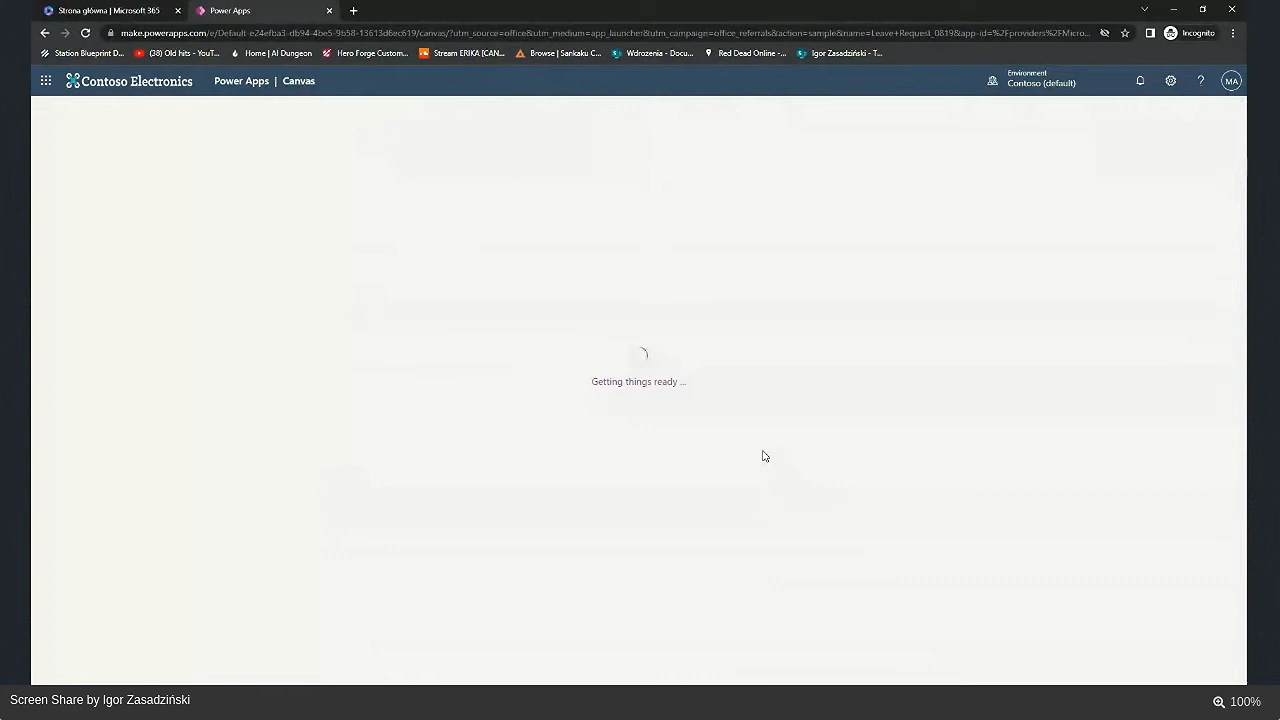 Strona główna | Microsoft 365
Power Apps
make.powerapps.com/e/Default-e24efba3-db94-4be5-9b58-13613d6ec619/canvas/?utm_source=office&utm_medium=app_launcher&utm_campaign=office_referrals&action=sample&name=Leave+Request_0819&app-id=%2Fproviders%2FMicro...
Incognito
Station Blueprint D...
(38) Old hits - YouT...
Home | AI Dungeon
Hero Forge Custom...
Stream ERIKA [CAN...
Browse | Sankaku C...
Wdrozenia - Docu...
Red Dead Online -...
Igor Zasadziński - T...
Contoso Electronics
Power Apps | Canvas
Environment
Contoso (default)
?
MA
Getting things ready ...
Screen Share by Igor Zasadziński
100%